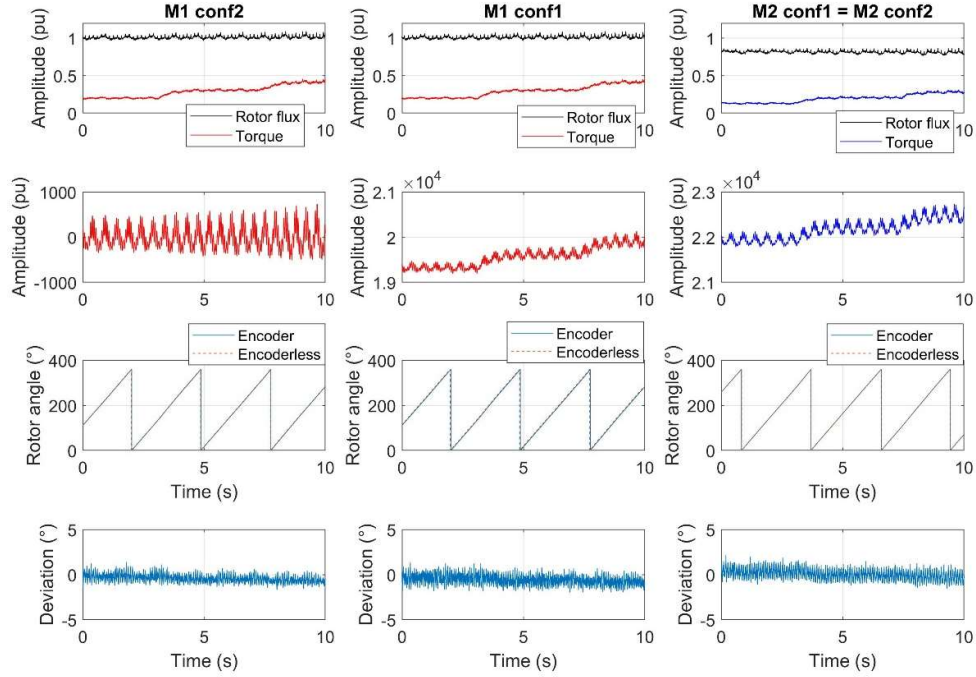 M1 conf2
M1 conf1
M2 conf1 = M2 conf2
Amplitude (pu)
1
0.5
0
0
10
Rotor flux
Torque
Amplitude (pu)
1
0.5
0
0
10
Rotor flux
Torque
Amplitude (pu)
1
0.5
0
0
10
Rotor flux
Torque
Amplitude (pu)
1000
0
-1000
0
5
10
Amplitude (pu)
×10⁴
2.1
2
1.9
0
5
10
Amplitude (pu)
×10⁴
2.3
2.2
2.1
0
5
10
Encoder
Encoderless
Rotor angle (°)
400
200
0
0
5
10
Time (s)
Encoder
Encoderless
Rotor angle (°)
400
200
0
0
5
10
Time (s)
Encoder
Encoderless
Rotor angle (°)
400
200
0
0
5
10
Time (s)
Deviation (°)
5
0
-5
0
5
10
Time (s)
Deviation (°)
5
0
-5
0
5
10
Time (s)
Deviation (°)
5
0
-5
0
5
10
Time (s)